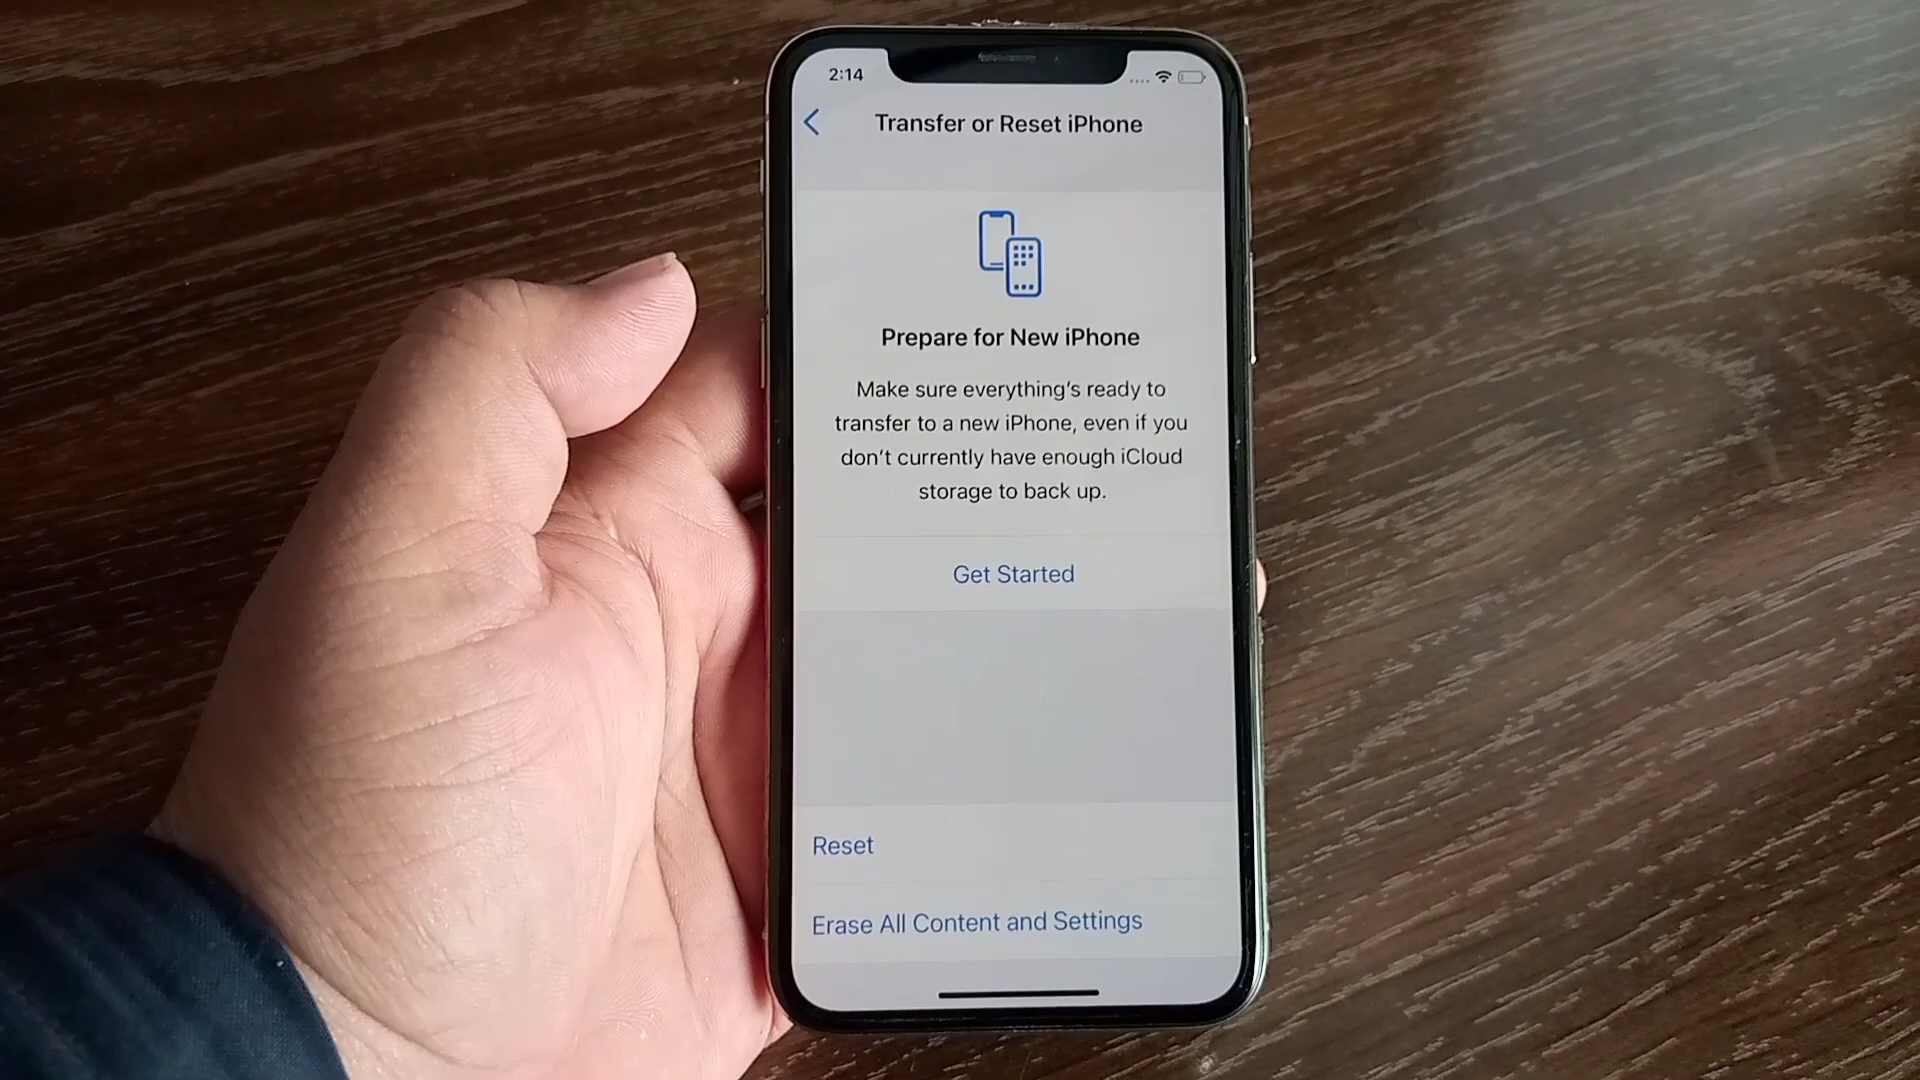 2:14
Transfer or Reset iPhone
Prepare for New iPhone
Make sure everything's ready to
transfer to a new iPhone, even if you
don't currently have enough iCloud
storage to back up.
Get Started
Reset
Erase All Content and Settings